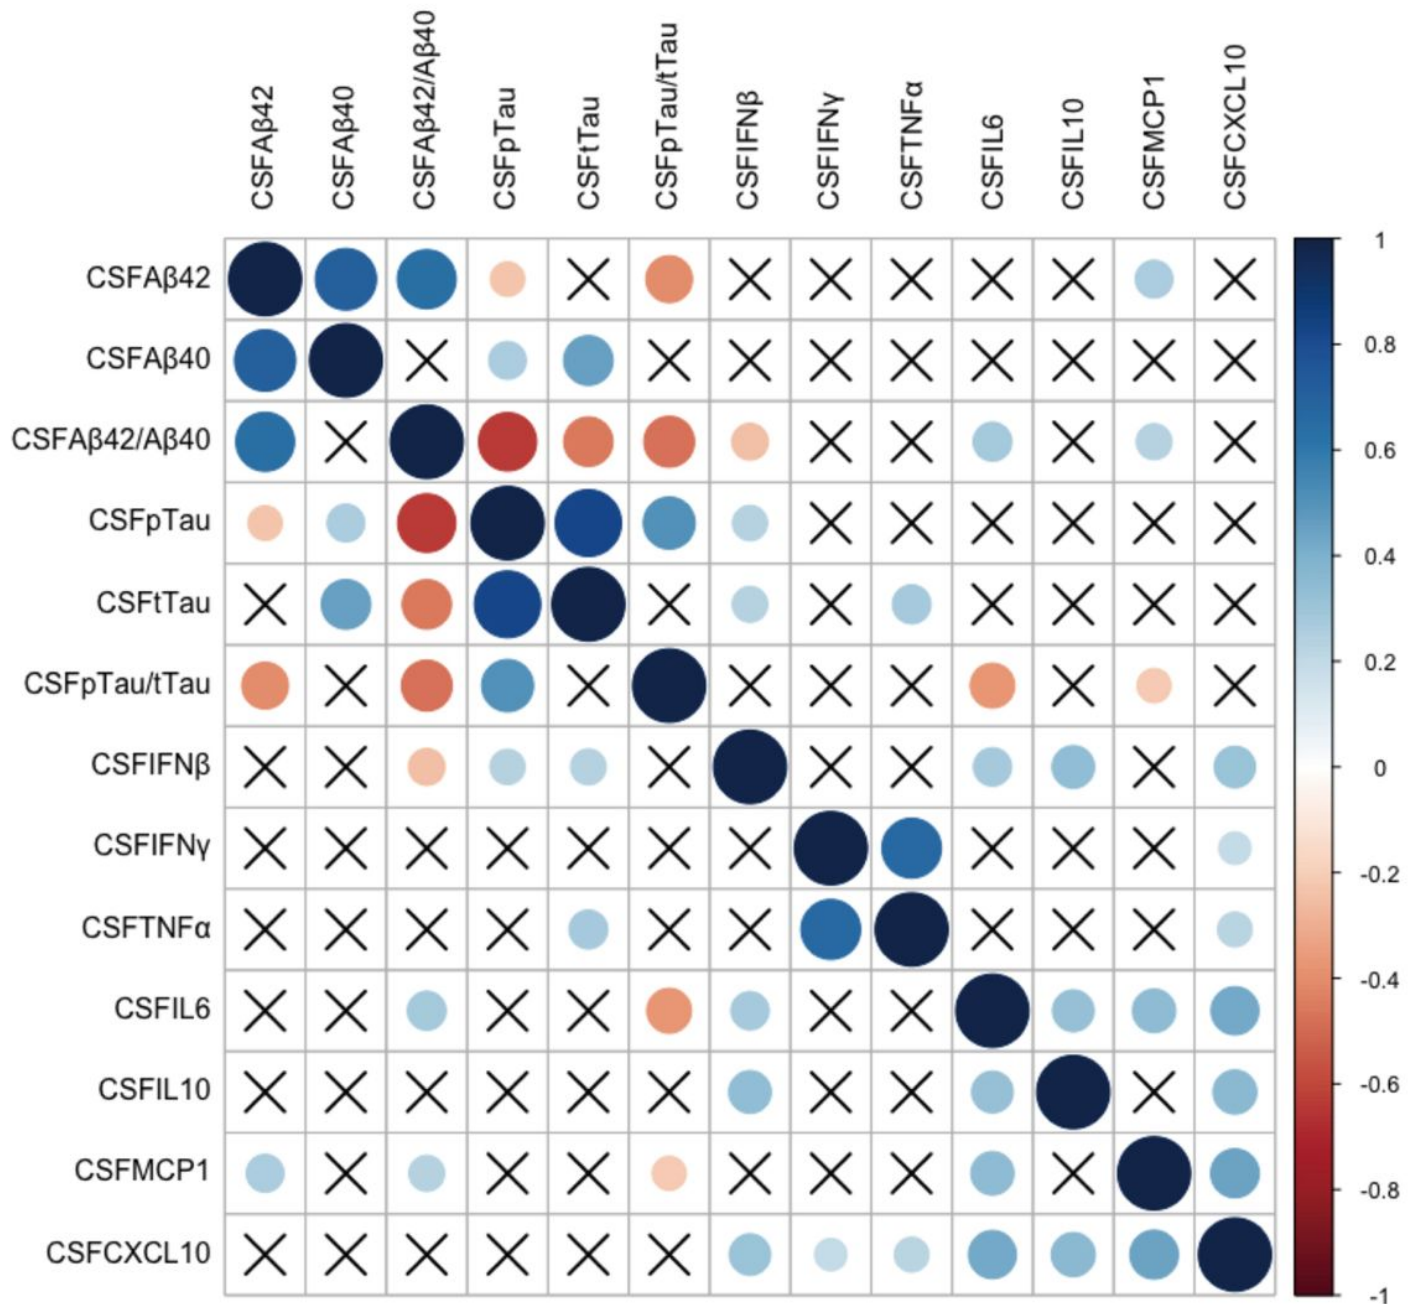 CSFAβ42
CSFAβ40
CSFAβ42/Aβ40
CSFpTau
CSFtTau
CSFpTau/tTau
CSFIFNβ
CSFIFNγ
CSFTNFα
CSFIL6
CSFIL10
CSFMCP1
CSFCXCL10
CSFAβ42
CSFAβ40
CSFAβ42/Aβ40
CSFpTau
CSFtTau
CSFpTau/tTau
CSFIFNβ
CSFIFNγ
CSFTNFα
CSFIL6
CSFIL10
CSFMCP1
CSFCXCL10
1
0.8
0.6
0.4
0.2
0
-0.2
-0.4
-0.6
-0.8
-1